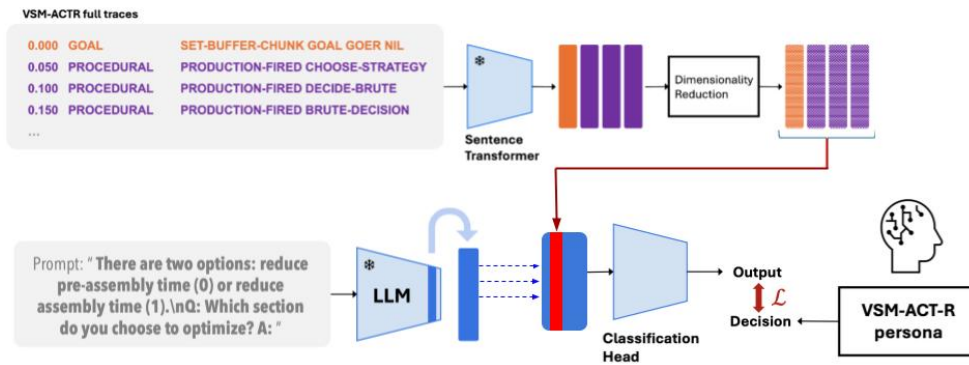 VSM-ACTR full traces
0.000 GOAL SET-BUFFER-CHUNK GOAL GOER NIL
0.050 PROCEDURAL PRODUCTION-FIRED CHOOSE-STRATEGY
0.100 PROCEDURAL PRODUCTION-FIRED DECIDE-BRUTE
0.150 PROCEDURAL PRODUCTION-FIRED BRUTE-DECISION
...
Sentence
Transformer
Dimensionality
Reduction
Prompt: “ There are two options: reduce
pre-assembly time (0) or reduce
assembly time (1).\nQ: Which section
do you choose to optimize? A: ”
LLM
Classification
Head
Output
ℒ
Decision
VSM-ACT-R
persona